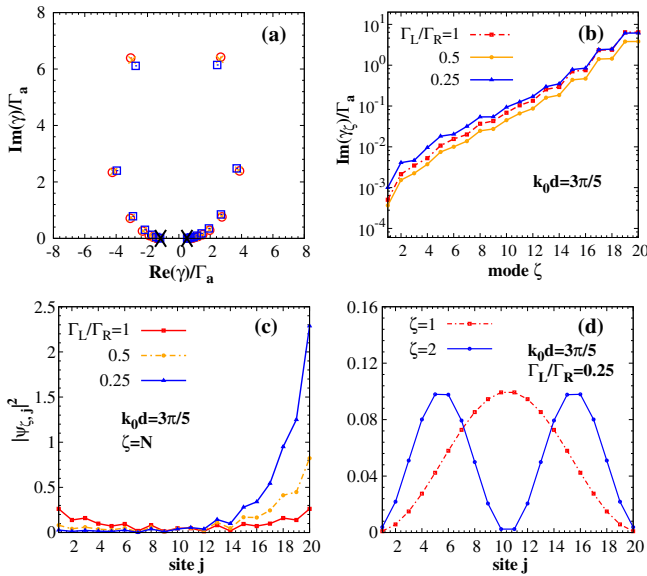 (a)
Im(γ)/Γa
8
6
4
2
0
-8 -6 -4 -2 0 2 4 6 8
Re(γ)/Γa
(b)
ΓL/ΓR=1
0.5
0.25
Im(γζ)/Γa
10^1
10^0
10^-1
10^-2
10^-3
10^-4
k0d=3π/5
2 4 6 8 10 12 14 16 18 20
mode ζ
(c)
ΓL/ΓR=1
0.5
0.25
|ψζ,j|^2
2.5
2
1.5
1
0.5
0
k0d=3π/5
ζ=N
2 4 6 8 10 12 14 16 18 20
site j
(d)
ζ=1
ζ=2
k0d=3π/5
ΓL/ΓR=0.25
0.16
0.12
0.08
0.04
0
2 4 6 8 10 12 14 16 18 20
site j